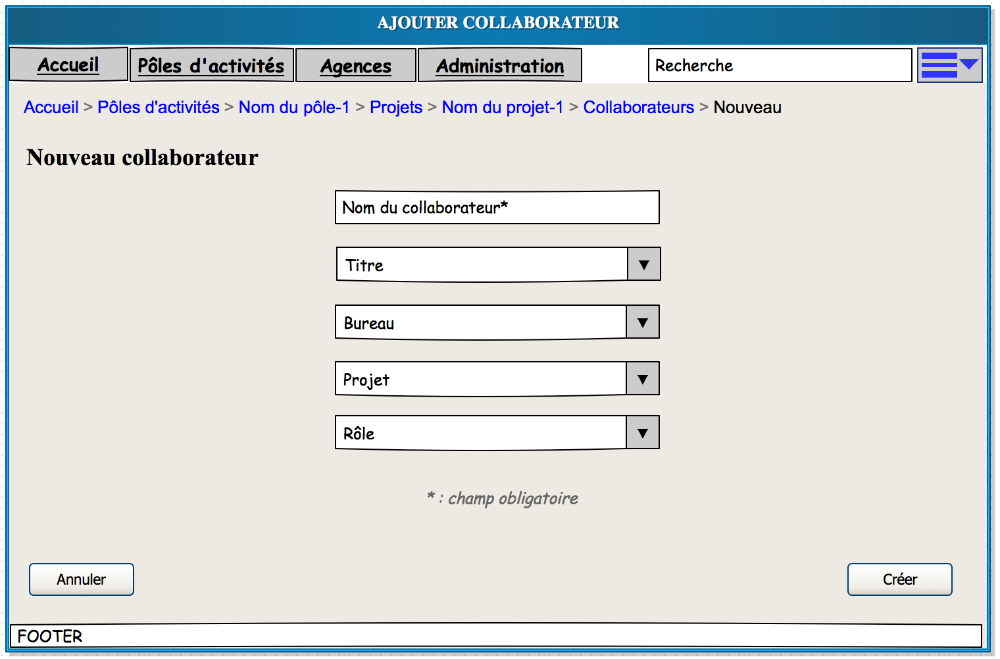 AJOUTER COLLABORATEUR
Accueil Pôles d'activités Agences Administration Recherche
Accueil > Pôles d'activités > Nom du pôle-1 > Projets > Nom du projet-1 > Collaborateurs > Nouveau
Nouveau collaborateur
Nom du collaborateur*
Titre
Bureau
Projet
Rôle
* : champ obligatoire
Annuler Créer
FOOTER